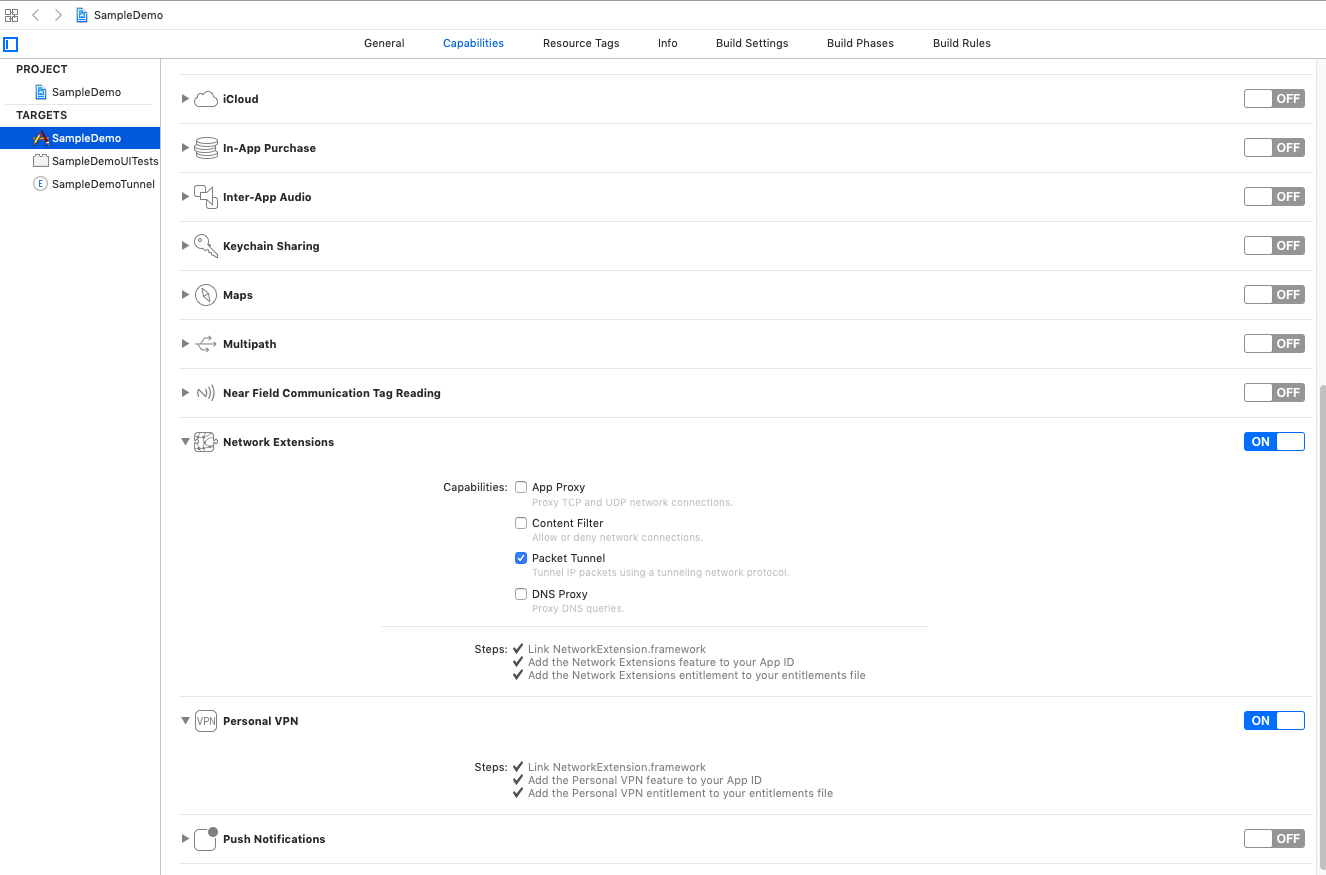 SampleDemo
General Capabilities Resource Tags Info Build Settings Build Phases Build Rules
PROJECT
SampleDemo
TARGETS
SampleDemo
SampleDemoUITests
E SampleDemoTunnel
iCloud OFF
In-App Purchase OFF
Inter-App Audio OFF
Keychain Sharing OFF
Maps OFF
Multipath OFF
Near Field Communication Tag Reading OFF
Network Extensions ON
Capabilities: App Proxy
Proxy TCP and UDP network connections.
Content Filter
Allow or deny network connections.
Packet Tunnel
Tunnel IP packets using a tunneling network protocol.
DNS Proxy
Proxy DNS queries.
Steps: Link NetworkExtension.framework
Add the Network Extensions feature to your App ID
Add the Network Extensions entitlement to your entitlements file
VPN Personal VPN ON
Steps: Link NetworkExtension.framework
Add the Personal VPN feature to your App ID
Add the Personal VPN entitlement to your entitlements file
Push Notifications OFF